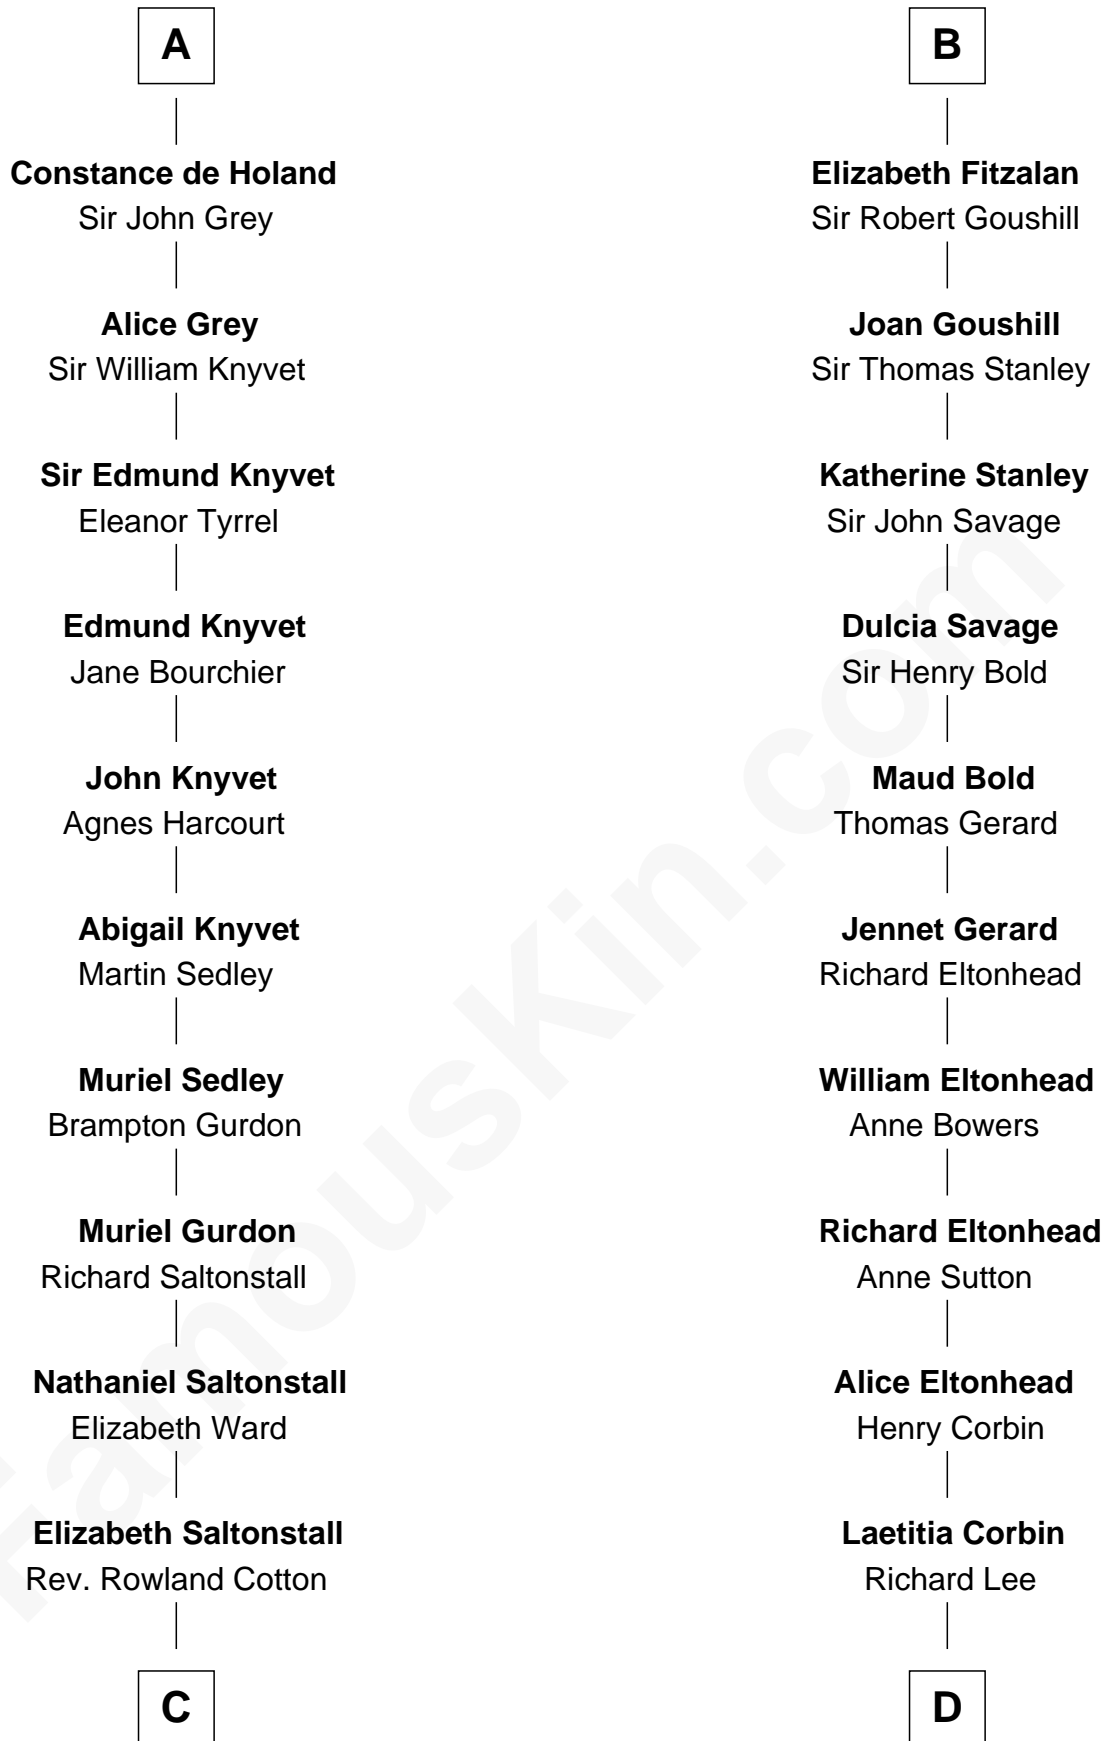 A
Constance de Holand
Sir John Grey
Alice Grey
Sir William Knyvet
Sir Edmund Knyvet
Eleanor Tyrrel
Edmund Knyvet
Jane Bourchier
John Knyvet
Agnes Harcourt
Abigail Knyvet
Martin Sedley
Muriel Sedley
Brampton Gurdon
Muriel Gurdon
Richard Saltonstall
Nathaniel Saltonstall
Elizabeth Ward
Elizabeth Saltonstall
Rev. Rowland Cotton
C
B
Elizabeth Fitzalan
Sir Robert Goushill
Joan Goushill
Sir Thomas Stanley
Katherine Stanley
Sir John Savage
Dulcia Savage
Sir Henry Bold
Maud Bold
Thomas Gerard
Jennet Gerard
Richard Eltonhead
William Eltonhead
Anne Bowers
Richard Eltonhead
Anne Sutton
Alice Eltonhead
Henry Corbin
Laetitia Corbin
Richard Lee
D
FamousKin.com